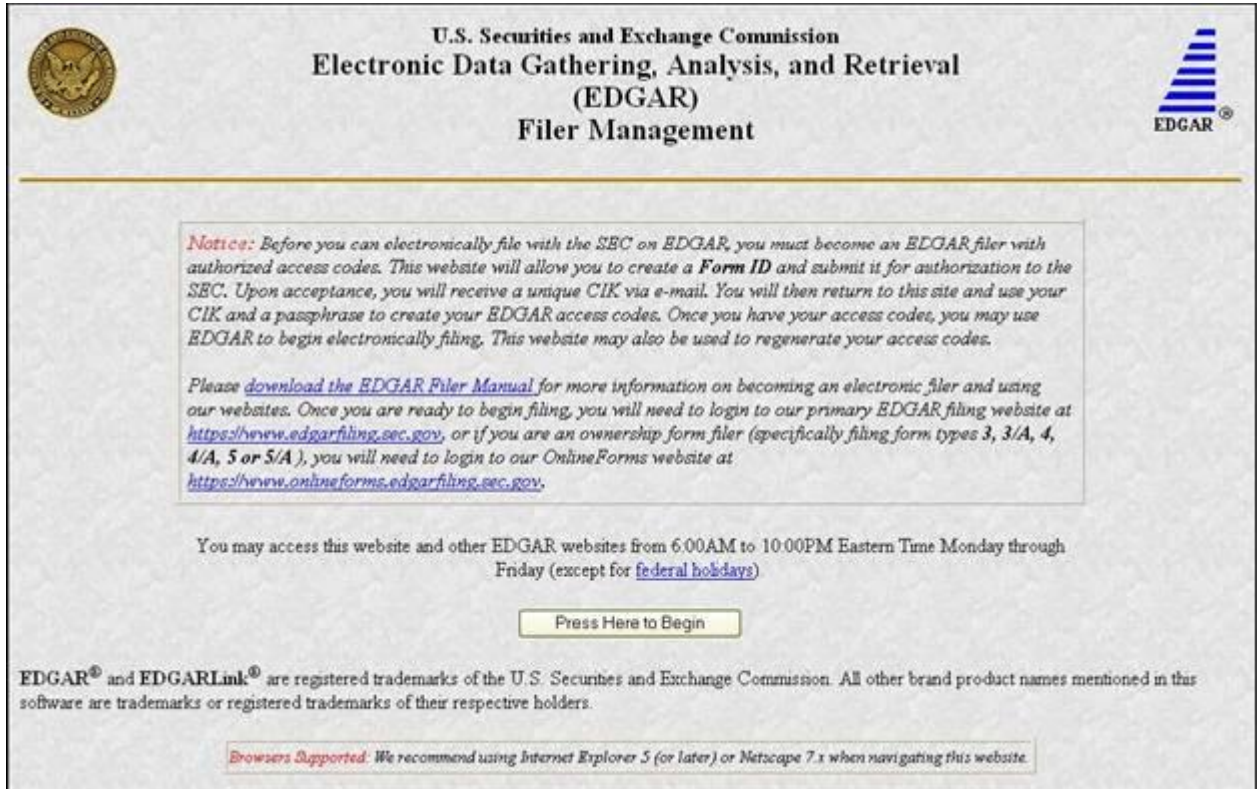 U.S. Securities and Exchange Commission
Electronic Data Gathering, Analysis, and Retrieval
(EDGAR)
Filer Management
EDGAR ®
Notice: Before you can electronically file with the SEC on EDGAR, you must become an EDGAR filer with
authorized access codes. This website will allow you to create a Form ID and submit it for authorization to the
SEC. Upon acceptance, you will receive a unique CIK via e-mail. You will then return to this site and use your
CIK and a passphrase to create your EDGAR access codes. Once you have your access codes, you may use
EDGAR to begin electronically filing. This website may also be used to regenerate your access codes.
Please download the EDGAR Filer Manual for more information on becoming an electronic filer and using
our websites. Once you are ready to begin filing, you will need to login to our primary EDGAR filing website at
https://www.edgarfiling.sec.gov, or if you are an ownership form filer (specifically filing form types 3, 3/A, 4,
4/A, 5 or 5/A ), you will need to login to our OnlineForms website at
https://www.onlineforms.edgarfiling.sec.gov.
You may access this website and other EDGAR websites from 6:00AM to 10:00PM Eastern Time Monday through
Friday (except for federal holidays).
Press Here to Begin
EDGAR® and EDGARLink® are registered trademarks of the U.S. Securities and Exchange Commission. All other brand product names mentioned in this
software are trademarks or registered trademarks of their respective holders.
Browsers Supported: We recommend using Internet Explorer 5 (or later) or Netscape 7.x when navigating this website.